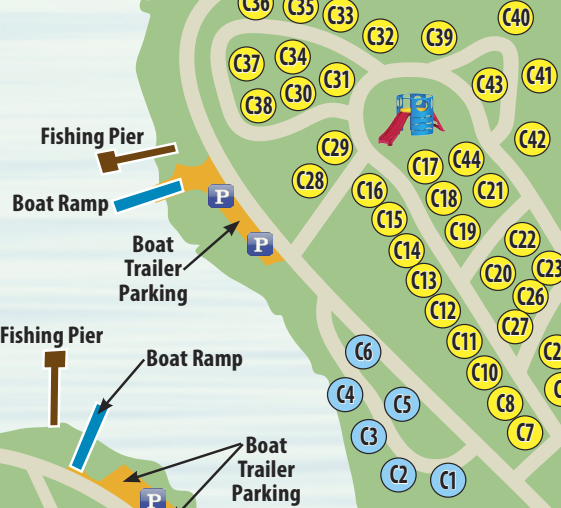 C36
C35
C33
C40
C32
C39
C34
C37
C31
C30
C38
C43
C41
C42
Fishing Pier
C29
C28
C17
C44
Boat Ramp
P
C16
C18
C21
C15
C19
C22
Boat
Trailer
Parking
P
C14
C13
C20
C23
C26
C12
C27
Fishing Pier
C11
Boat Ramp
C6
C10
C4
C5
C8
C3
C7
Boat
Trailer
Parking
C2
C1
P